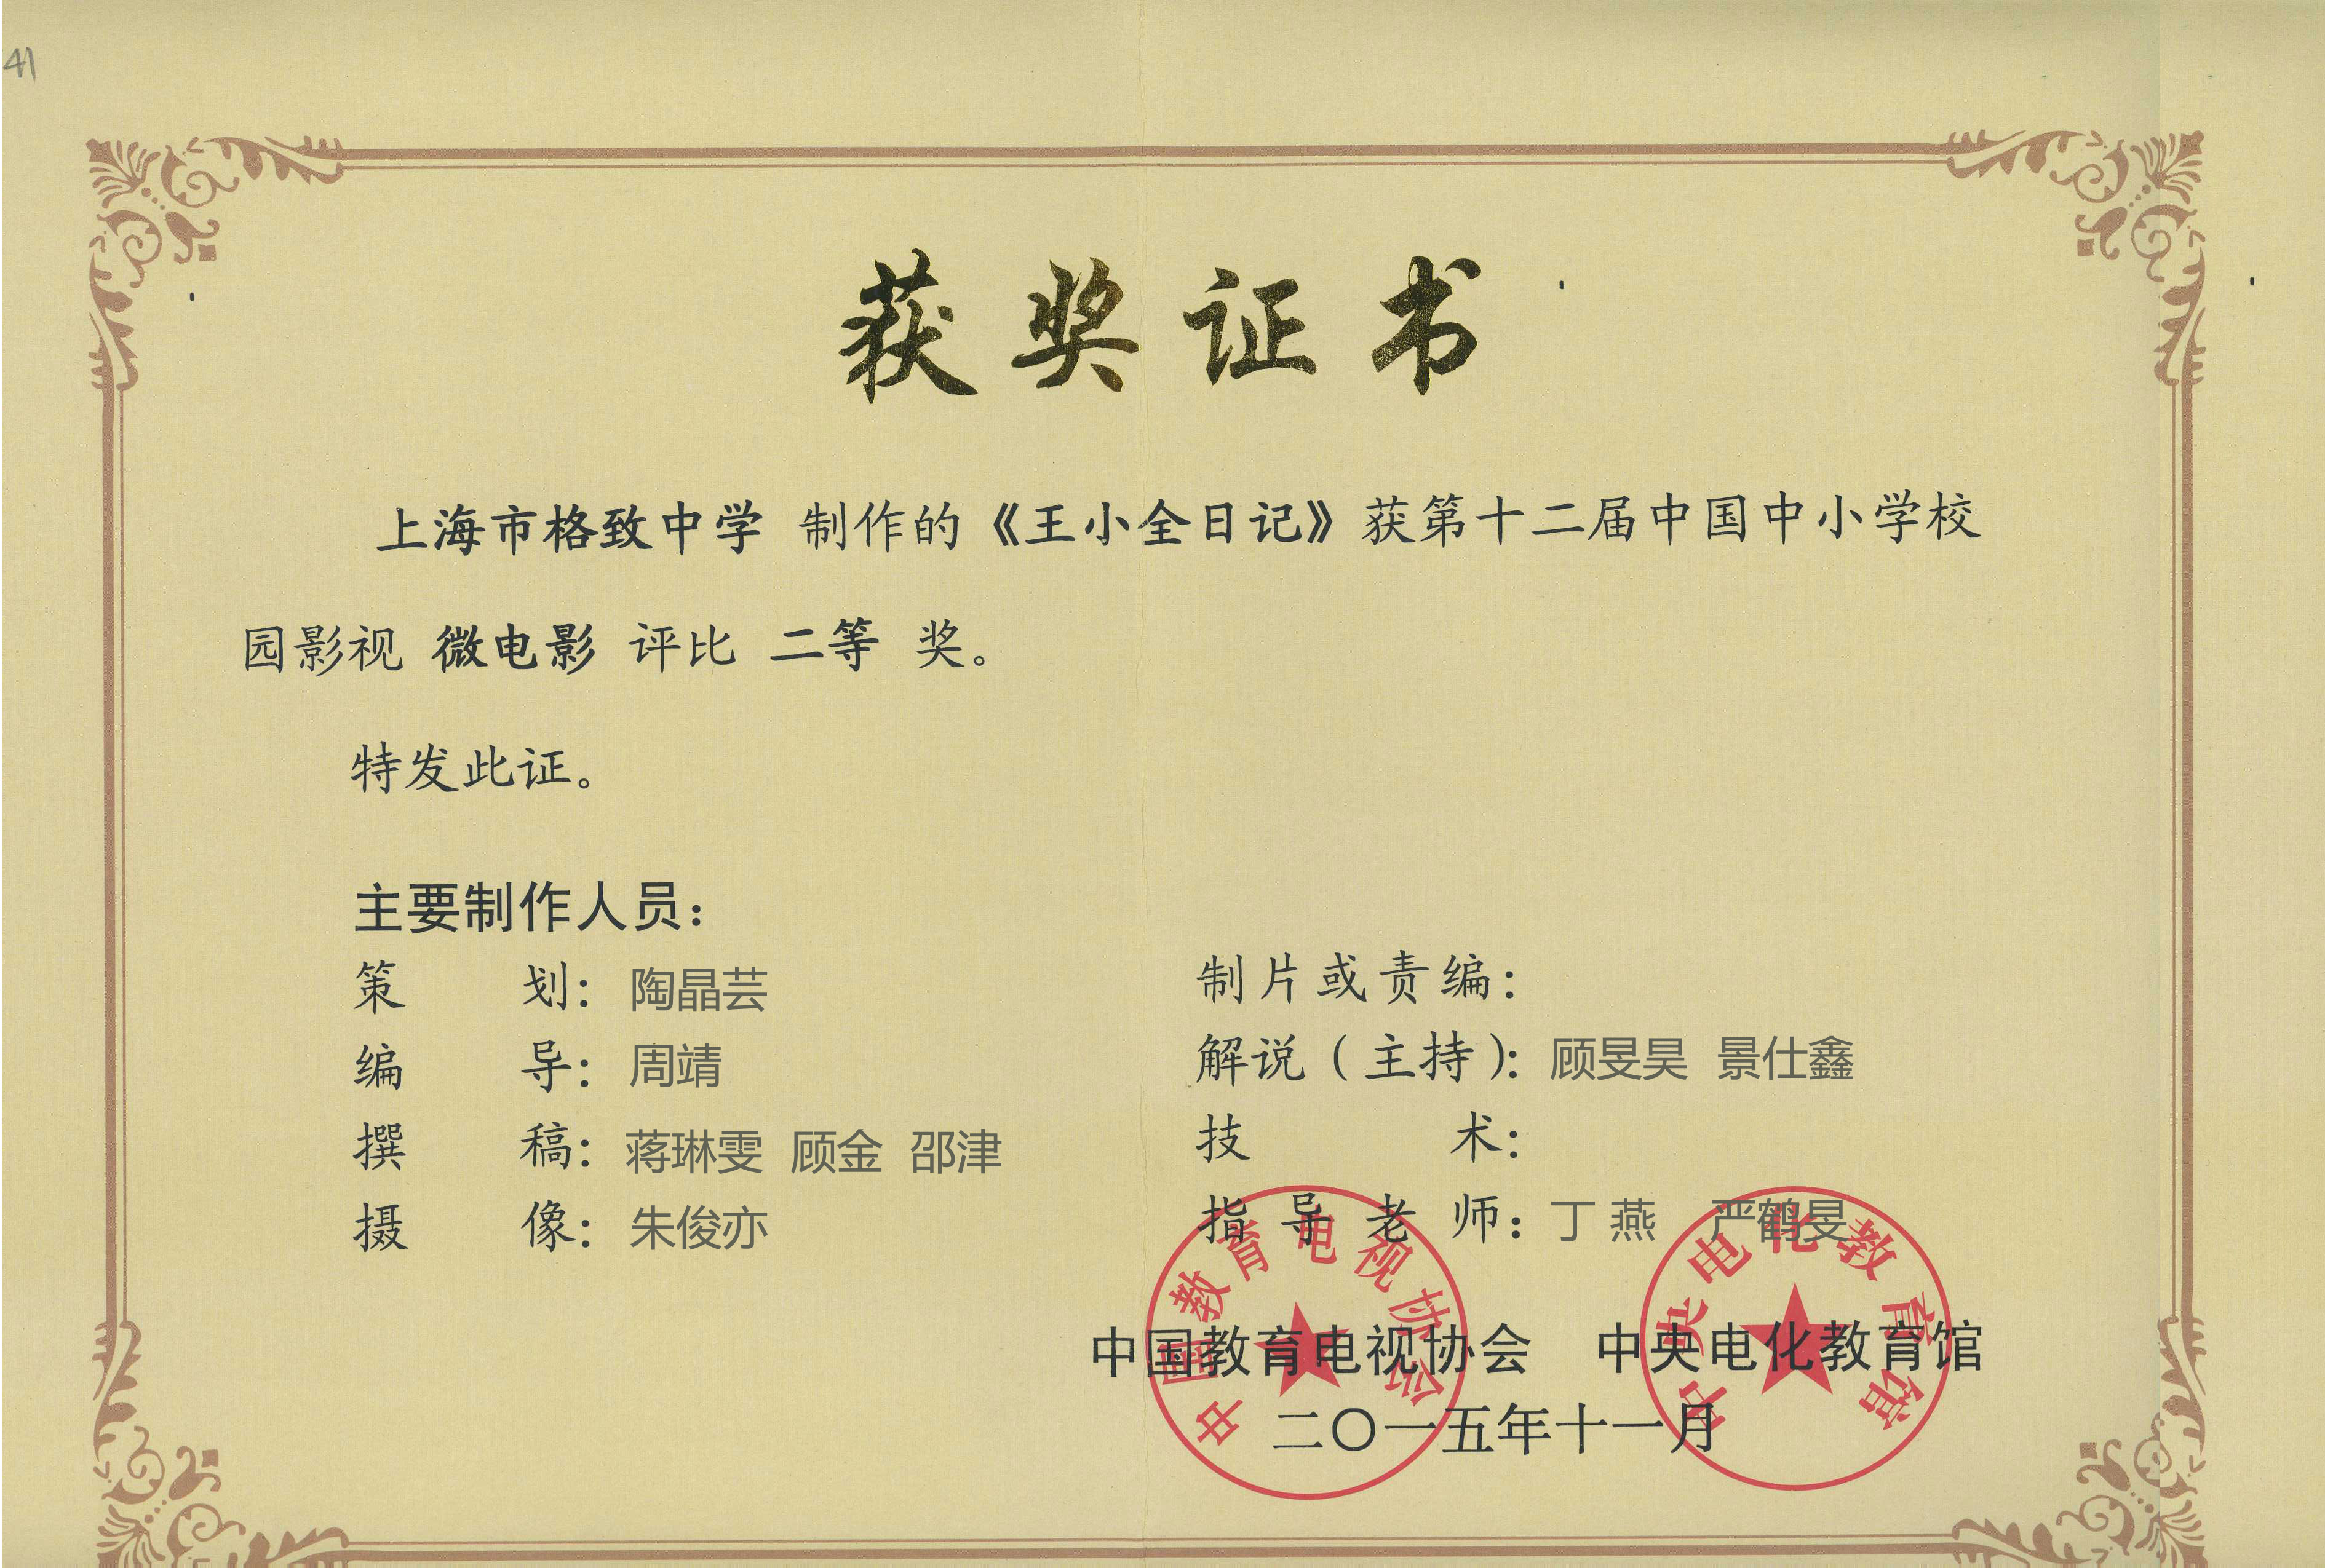 41
获奖证书
上海市格致中学 制作的《王小全日记》获第十二届中国中小学校
园影视 微电影 评比 二等 奖。
特发此证。
主要制作人员：
策划：陶晶芸
编导：周靖
撰稿：蒋琳雯 顾金 邵津
摄像：朱俊亦
制片或责编：
解说（主持）：顾旻昊 景仕鑫
技术：
指导老师：丁燕 严鹤旻
中国教育电视协会 中央电化教育馆
二〇一五年十一月
中国教育电视协会
中央电化教育馆